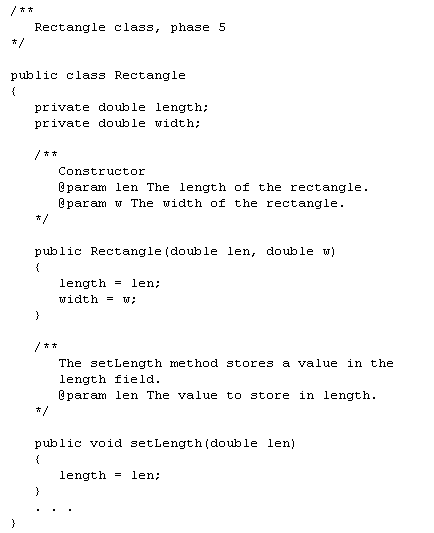 /**
   Rectangle class, phase 5
*/
public class Rectangle
{
   private double length;
   private double width;
   /**
      Constructor
      @param len The length of the rectangle.
      @param w The width of the rectangle.
   */
   public Rectangle(double len, double w)
   {
      length = len;
      width = w;
   }
   /**
      The setLength method stores a value in the
      length field.
      @param len The value to store in length.
   */
   public void setLength(double len)
   {
      length = len;
   }
   . . .
}